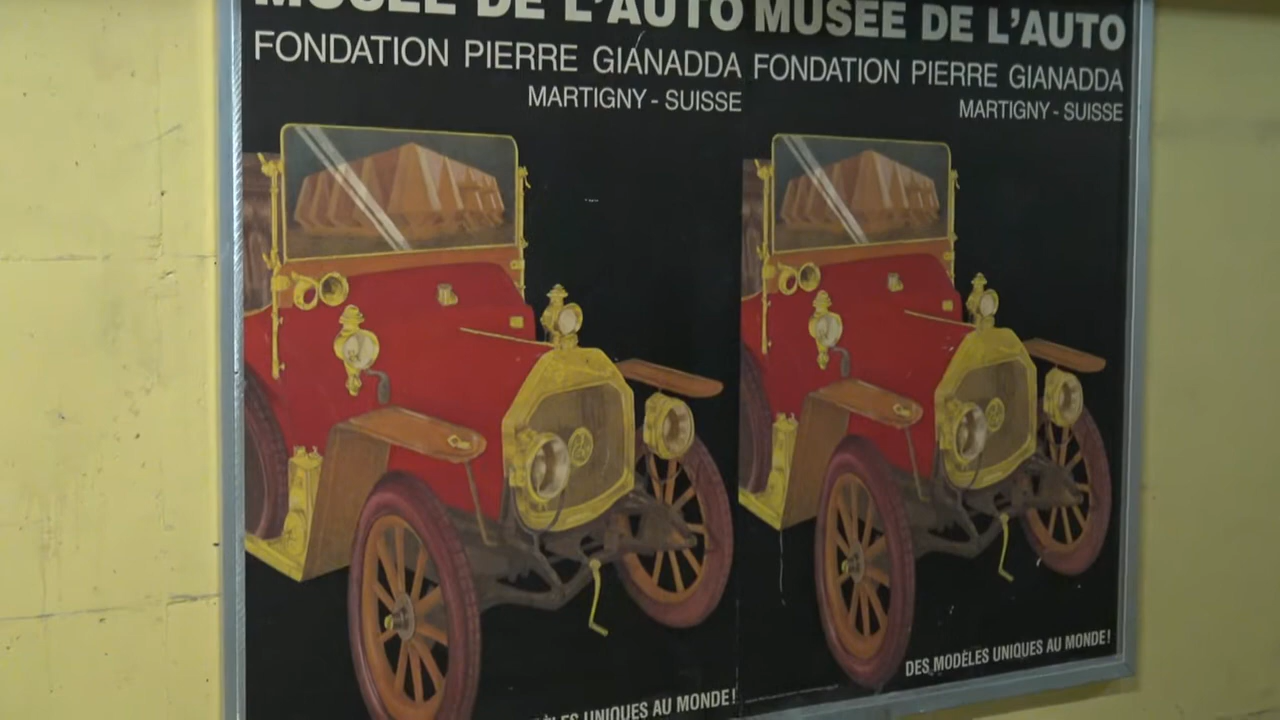 MUSÉE DE L'AUTO
FONDATION PIERRE GIANADDA
MARTIGNY - SUISSE
UNIQUES AU MONDE!
MUSÉE DE L'AUTO
FONDATION PIERRE GIANADDA
MARTIGNY - SUISSE
DES MODÈLES UNIQUES AU MONDE!